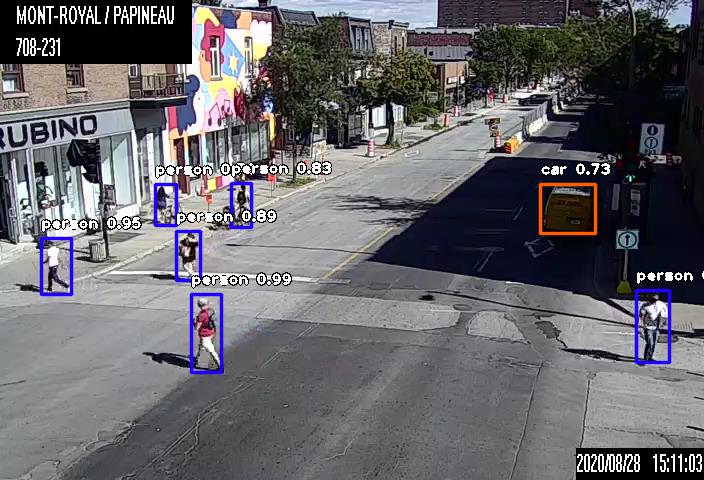 MONT-ROYAL / PAPINEAU
708-231
RUBINO
person 0.83
car 0.73
person 0.95
person 0.89
person 0.99
person
2020/08/28 15:11:03